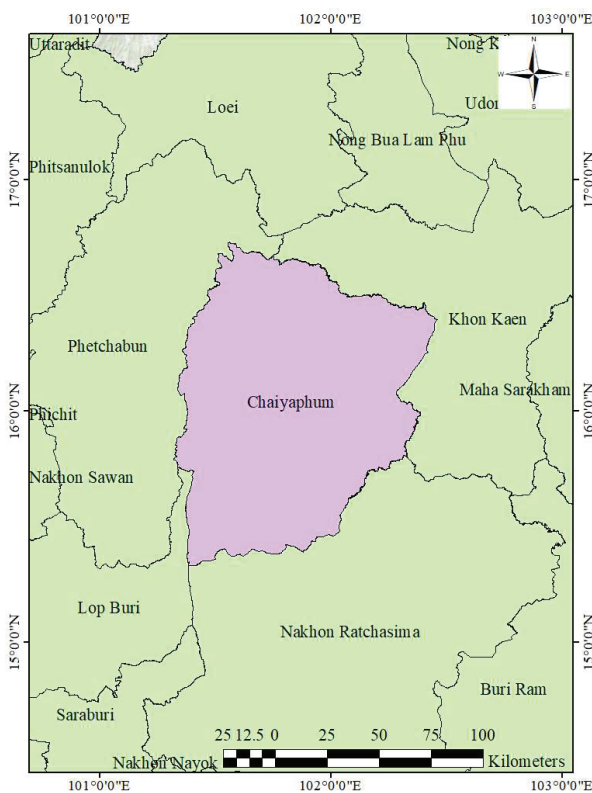 101°0'0"E 102°0'0"E 103°0'0"E
Uttaradit
Nong K
N
W E
S
Loei
Udor
Nong Bua Lam Phu
Phitsanulok
17°0'0"N 17°0'0"N
Khon Kaen
Phetchabun
Maha Sarakham
Chaiyaphum
16°0'0"N 16°0'0"N
Phichit
Nakhon Sawan
Lop Buri
Nakhon Ratchasima
15°0'0"N 15°0'0"N
Buri Ram
Saraburi
25 12.5 0 25 50 75 100
Nakhon Nayok
Kilometers
101°0'0"E 102°0'0"E 103°0'0"E